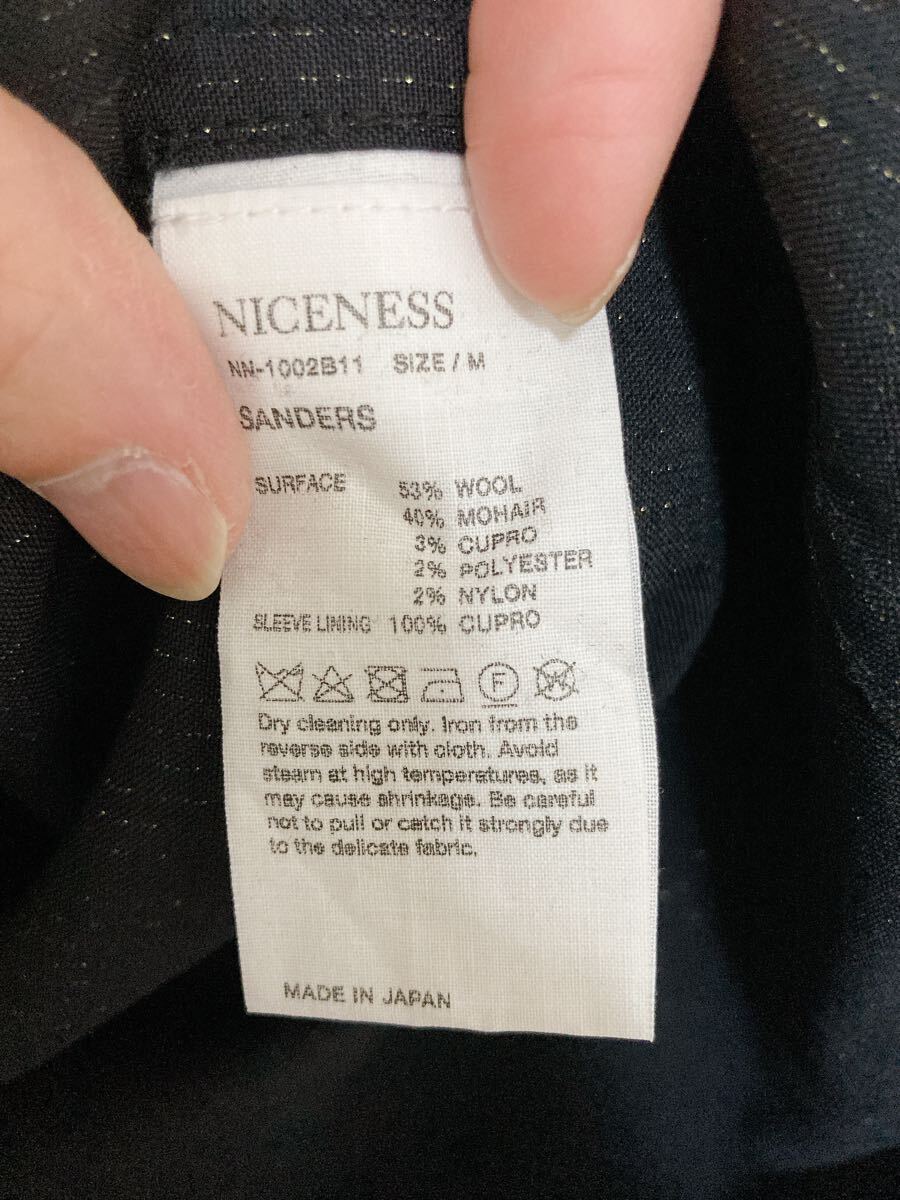 NICENESS
NN-1002B11 SIZE / M
SANDERS
SURFACE 53% WOOL
40% MOHAIR
3% CUPRO
2% POLYESTER
2% NYLON
SLEEVE LINING 100% CUPRO
F W
Dry cleaning only. Iron from the
reverse side with cloth. Avoid
steam at high temperatures, as it
may cause shrinkage. Be careful
not to pull or catch it strongly due
to the delicate fabric.
MADE IN JAPAN